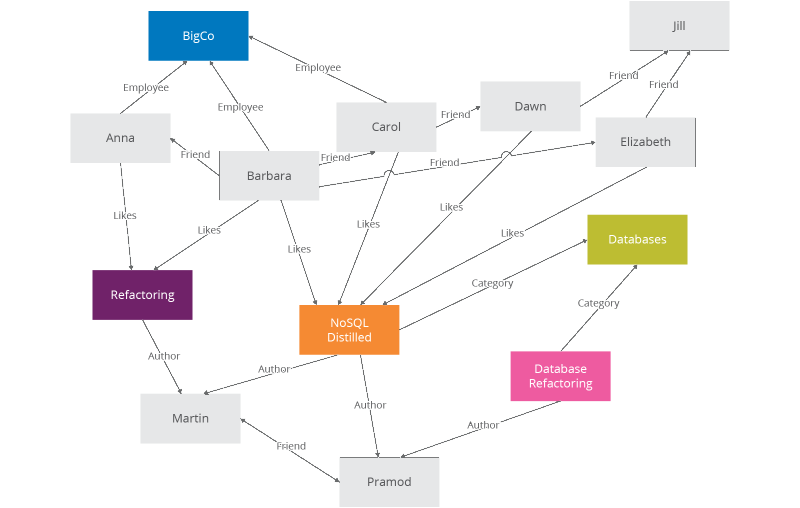 Jill
BigCo
Employee
Friend
Employee
Friend
Employee
Dawn
Friend
Carol
Anna
Elizabeth
Friend
Friend
Friend
Barbara
Likes
Likes
Likes
Likes
Likes
Likes
Databases
Category
Refactoring
Category
NoSQL
Distilled
Author
Author
Database
Refactoring
Author
Martin
Author
Friend
Pramod